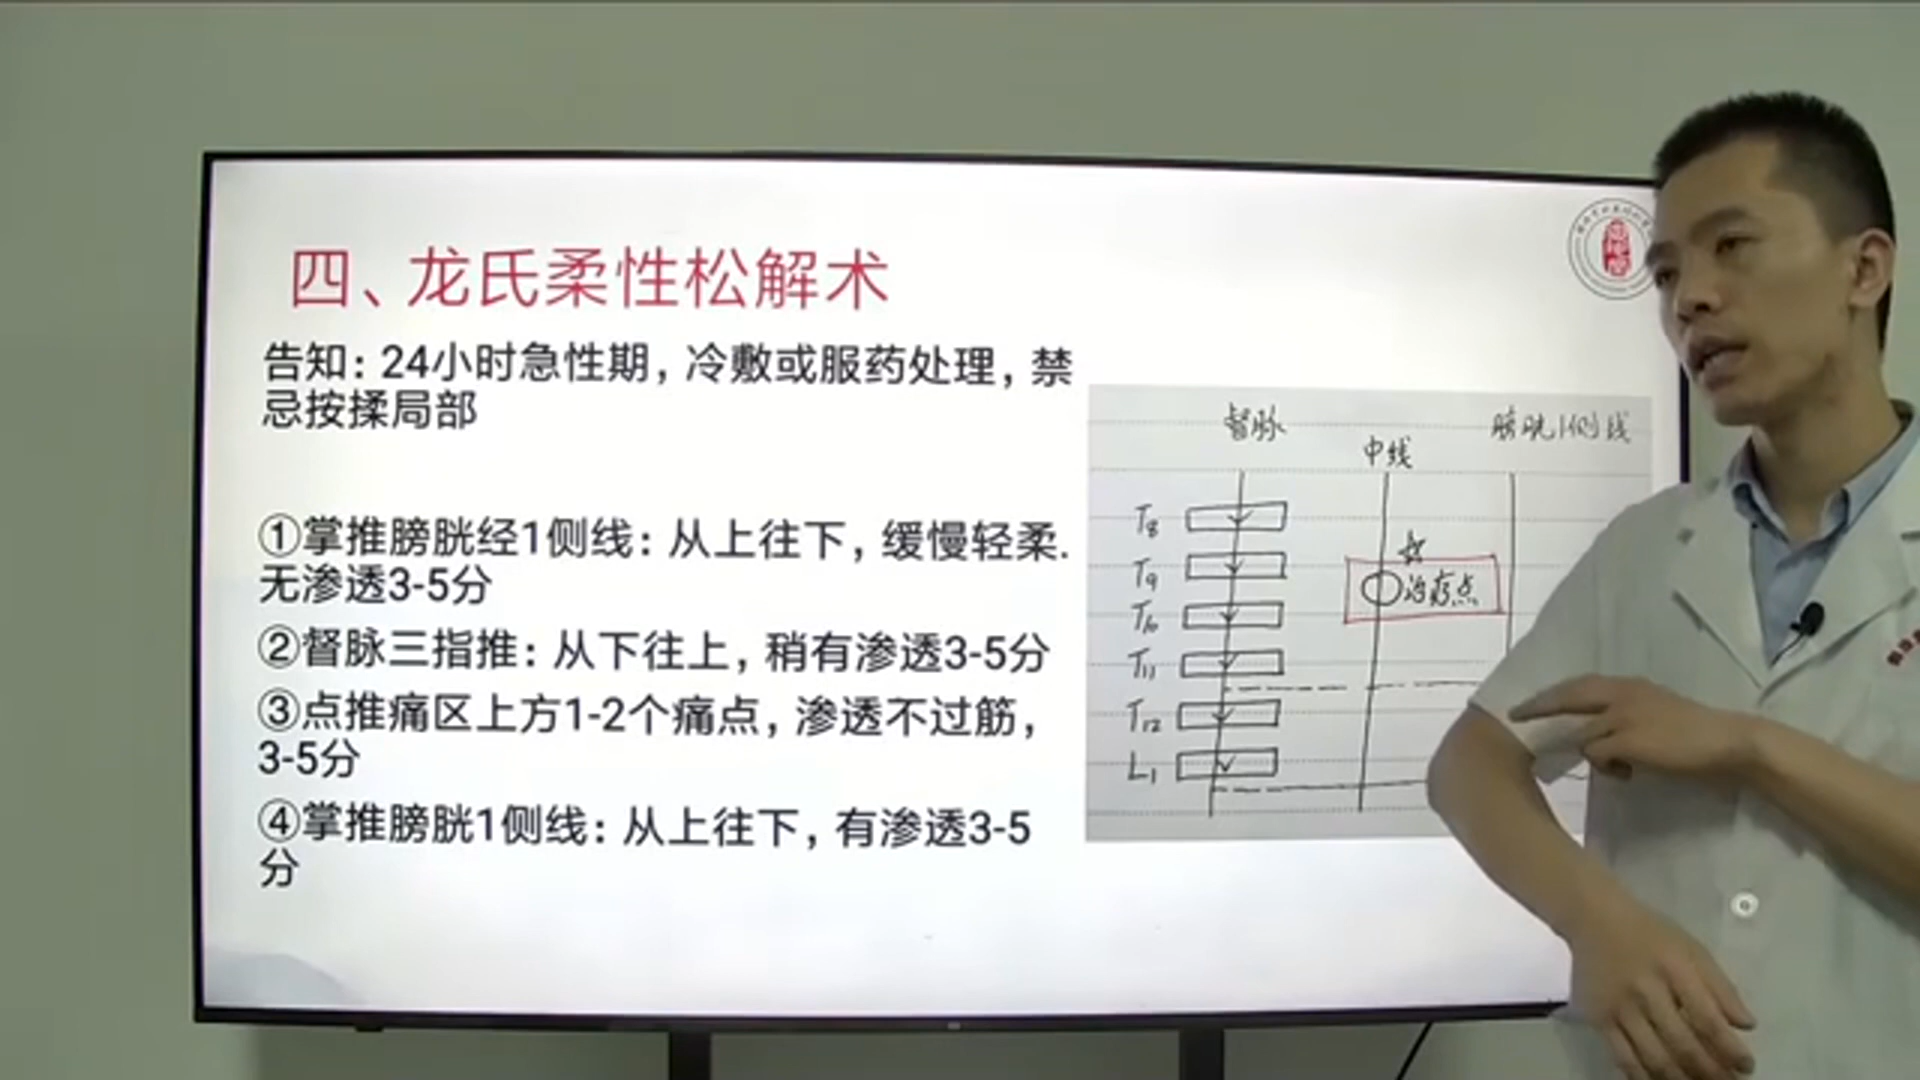 四、龙氏柔性松解术
告知：24小时急性期，冷敷或服药处理，禁
忌按揉局部
①掌推膀胱经1侧线：从上往下，缓慢轻柔.
无渗透3-5分
②督脉三指推：从下往上，稍有渗透3-5分
③点推痛区上方1-2个痛点，渗透不过筋，
3-5分
④掌推膀胱1侧线：从上往下，有渗透3-5
分
督脉
中线
膀胱1侧线
T8
T9
治疗点
T10
T11
T12
L1